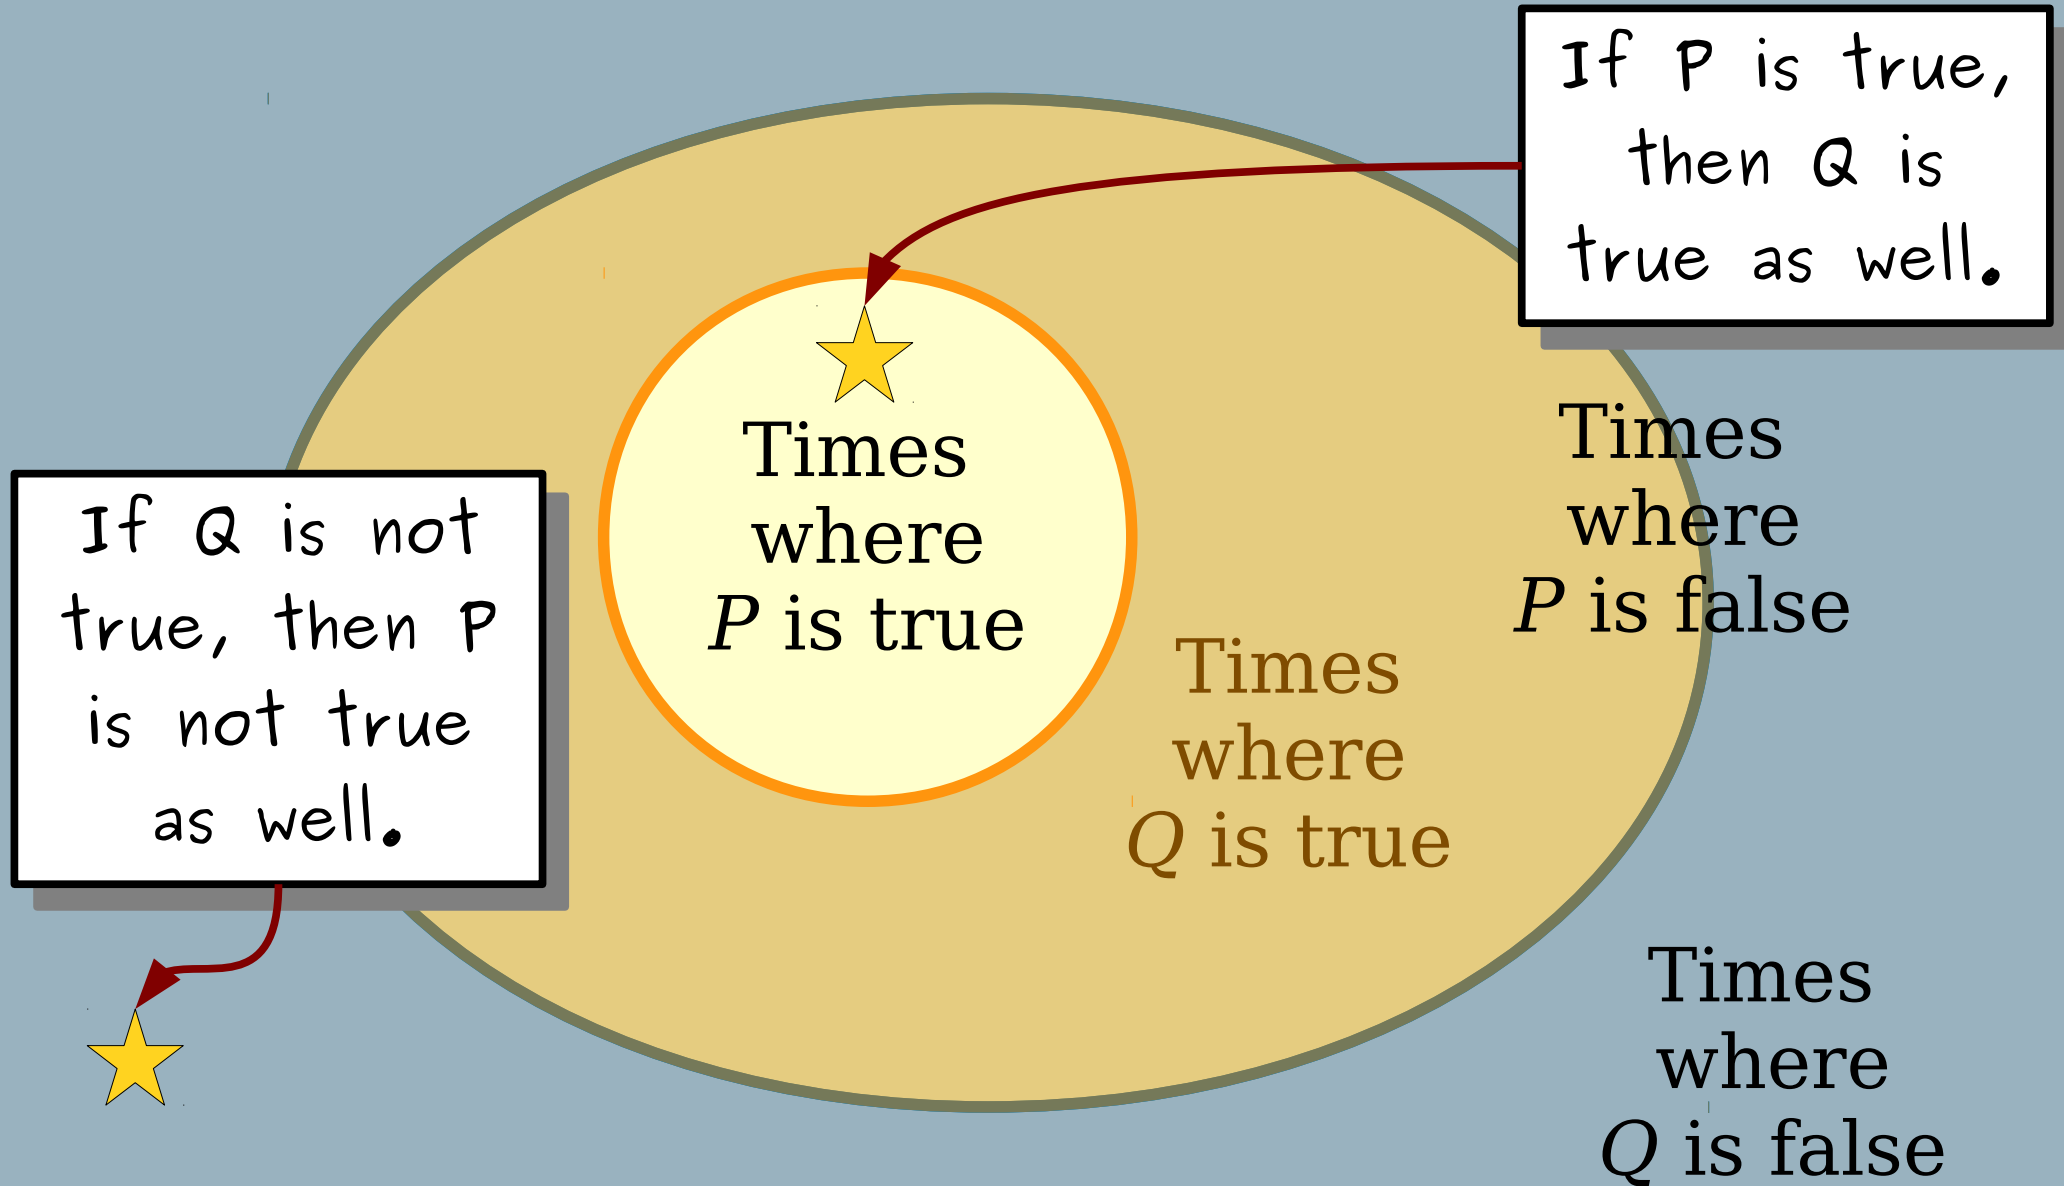 If P is true,
then Q is
true as well.
Times
where
P is true
Times
where
P is false
If Q is not
true, then P
is not true
as well.
Times
where
Q is true
Times
where
Q is false